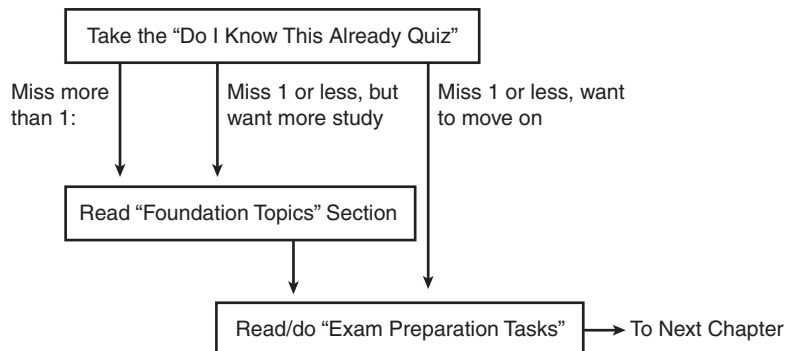 Take the “Do I Know This Already Quiz”
Miss more
than 1:
Miss 1 or less, but
want more study
Miss 1 or less, want
to move on
Read “Foundation Topics” Section
Read/do “Exam Preparation Tasks”
To Next Chapter